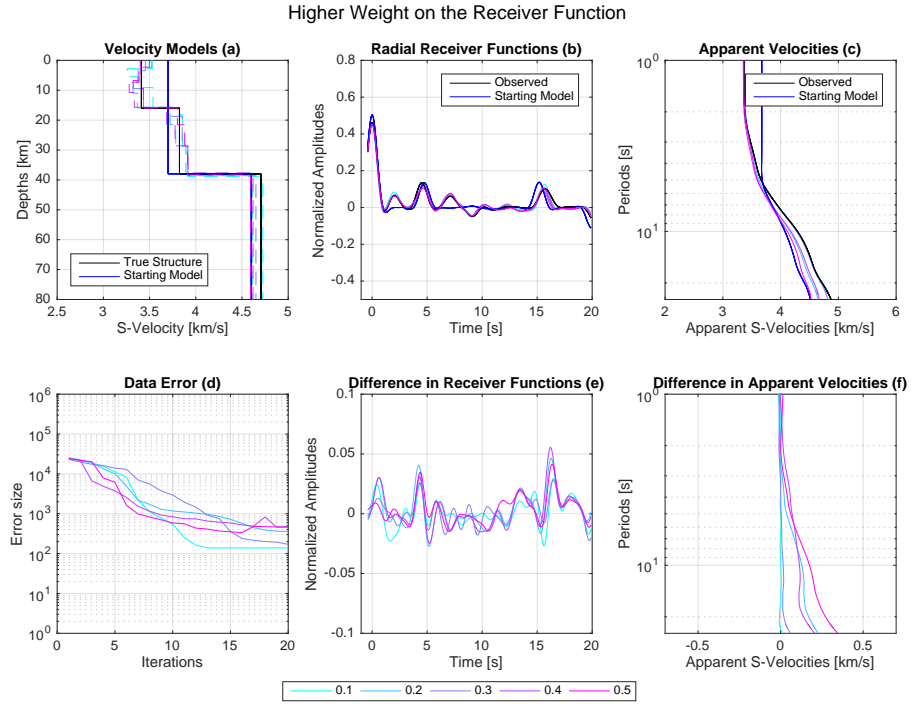 Higher Weight on the Receiver Function
Velocity Models (a)
0
10
20
30
40
50
60
70
80
Depths [km]
True Structure
Starting Model
2.5 3 3.5 4 4.5 5
S-Velocity [km/s]
Radial Receiver Functions (b)
0.8
0.6
0.4
0.2
0
-0.2
-0.4
Normalized Amplitudes
Observed
Starting Model
0 5 10 15 20
Time [s]
Apparent Velocities (c)
10^0
10^1
Periods [s]
Observed
Starting Model
2 3 4 5 6
Apparent S-Velocities [km/s]
Data Error (d)
10^6
10^5
10^4
10^3
10^2
10^1
10^0
Error size
0 5 10 15 20
Iterations
Difference in Receiver Functions (e)
0.1
0.05
0
-0.05
-0.1
Normalized Amplitudes
0 5 10 15 20
Time [s]
Difference in Apparent Velocities (f)
10^0
10^1
Periods [s]
-0.5 0 0.5
Apparent S-Velocities [km/s]
0.1 0.2 0.3 0.4 0.5